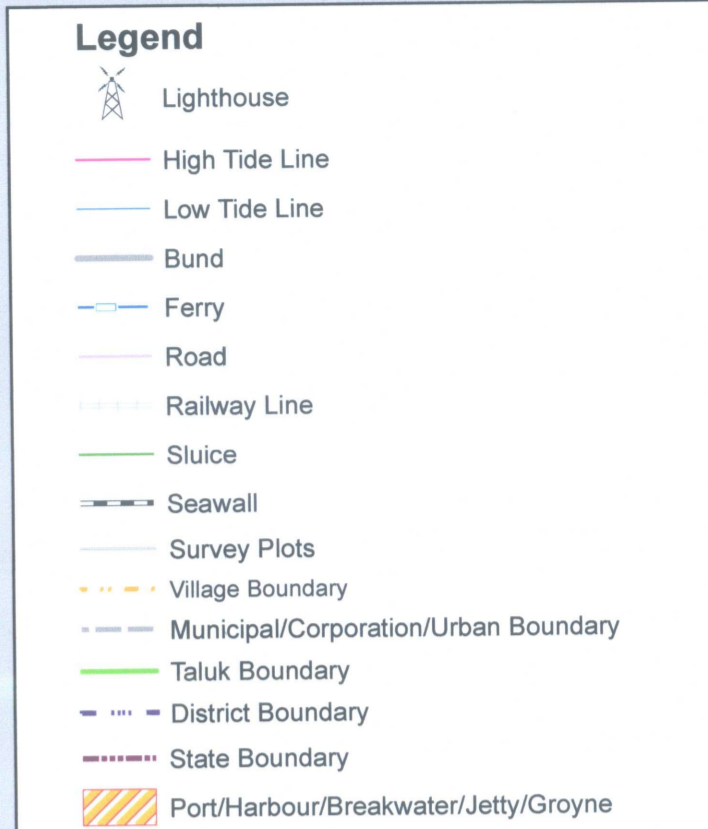 Legend
Lighthouse
High Tide Line
Low Tide Line
Bund
Ferry
Road
Railway Line
Sluice
Seawall
Survey Plots
Village Boundary
Municipal/Corporation/Urban Boundary
Taluk Boundary
District Boundary
State Boundary
Port/Harbour/Breakwater/Jetty/Groyne